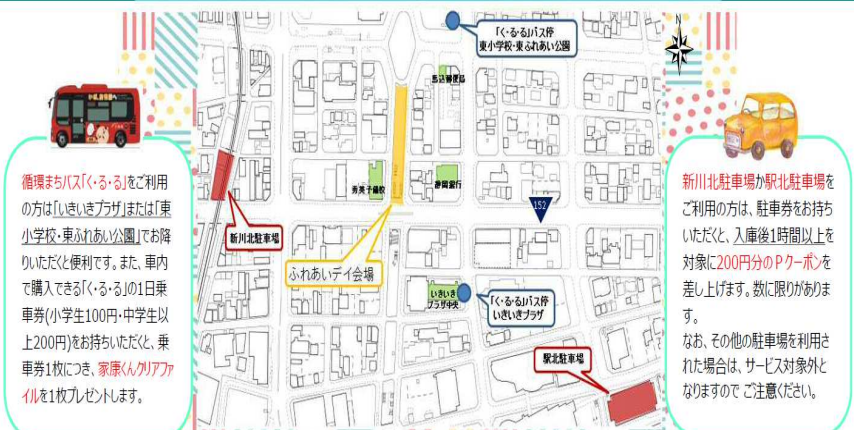 循環まちバス「く・る・る」をご利用
の方は「いきいきプラザ」または「東
小学校・東ふれあい公園」でお降
りいただくと便利です。また、車内
で購入できる「く・る・る」の1日乗
車券(小学生100円・中学生以
上200円)をお持ちいただくと、乗
車券1枚につき、家康くんクリアファ
イルを1枚プレゼントします。
「く・る・る」バス停
東小学校・東ふれあい公園
馬込郵便局
秀英予備校
静岡銀行
152
新川北駐車場
ふれあいデイ会場
いきいき
プラザ中央
「く・る・る」バス停
いきいきプラザ
駅北駐車場
N
新川北駐車場か駅北駐車場を
ご利用の方は、駐車券をお持ち
いただくと、入庫後1時間以上を
対象に200円分のPクーポンを
差し上げます。数に限りがありま
す。
なお、その他の駐車場を利用さ
れた場合は、サービス対象外と
なりますので ご注意ください。